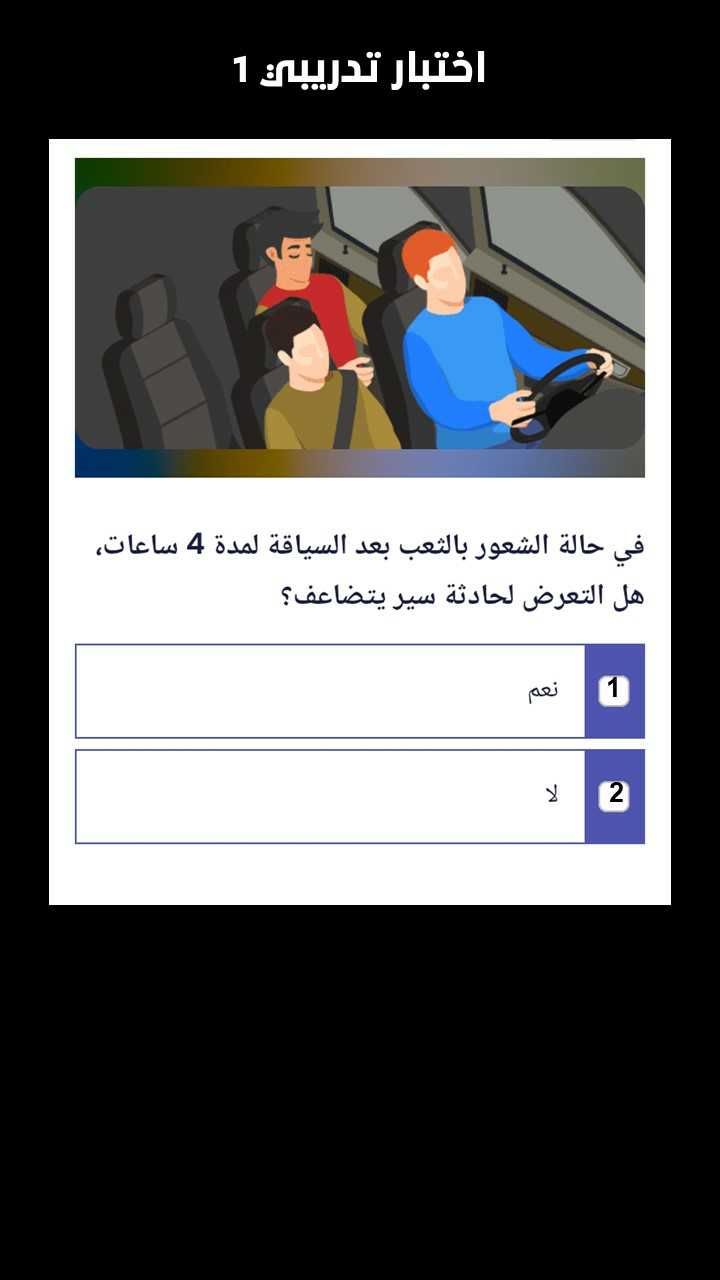 اختبار تدريبي 1
في حالة الشعور بالثعب بعد السياقة لمدة 4 ساعات،
هل التعرض لحادثة سير يتضاعف؟
1 نعم
2 لا